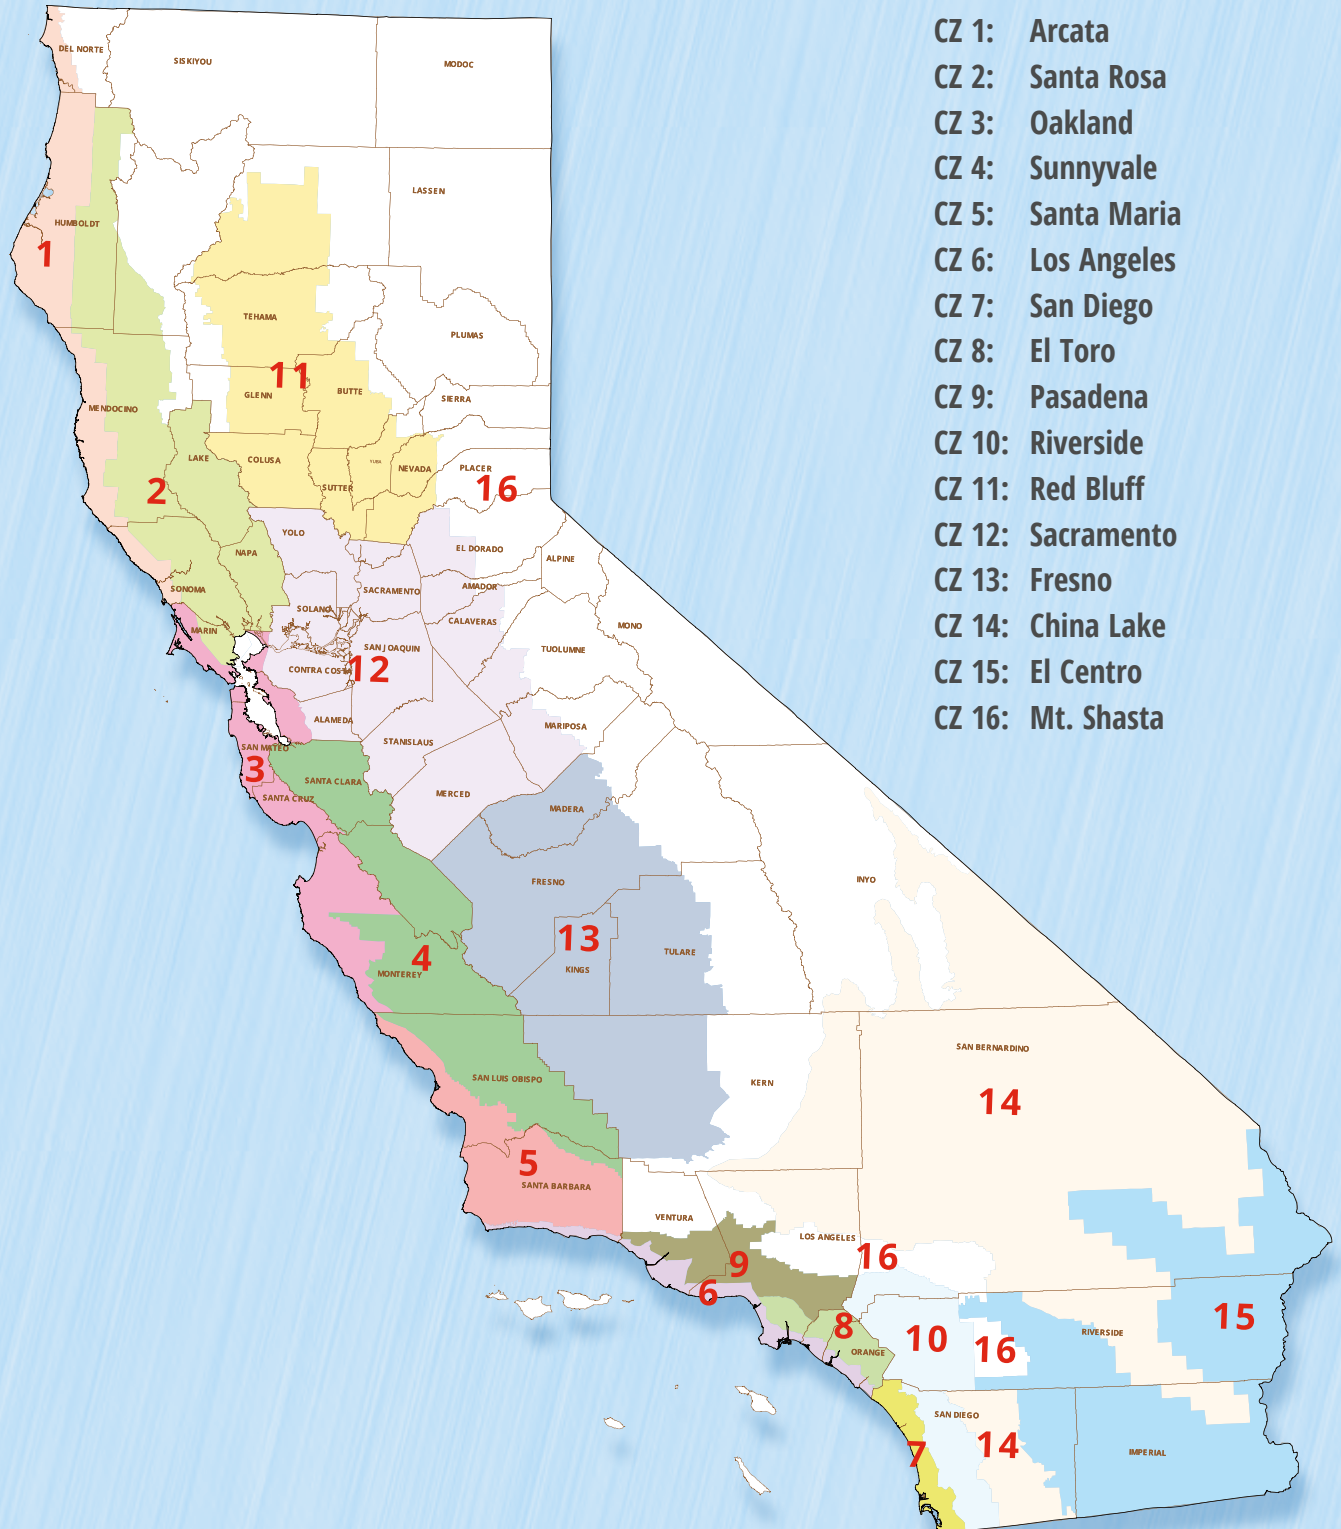 CZ 1: Arcata
CZ 2: Santa Rosa
CZ 3: Oakland
CZ 4: Sunnyvale
CZ 5: Santa Maria
CZ 6: Los Angeles
CZ 7: San Diego
CZ 8: El Toro
CZ 9: Pasadena
CZ 10: Riverside
CZ 11: Red Bluff
CZ 12: Sacramento
CZ 13: Fresno
CZ 14: China Lake
CZ 15: El Centro
CZ 16: Mt. Shasta
DEL NORTE
SISKIYOU
MODOC
LASSEN
HUMBOLDT
1
TEHAMA
PLUMAS
11
GLENN
BUTTE
SIERRA
MENDOCINO
LAKE
COLUSA
YUBA
NEVADA
PLACER
SUTTER
2
16
YOLO
NAPA
EL DORADO
ALPINE
SONOMA
SACRAMENTO
AMADOR
SOLANO
CALAVERAS
MONO
MARIN
SAN JOAQUIN
TUOLUMNE
CONTRA COSTA
12
ALAMEDA
MARIPOSA
SAN MATEO
STANISLAUS
3
SANTA CLARA
SANTA CRUZ
MERCED
MADERA
FRESNO
INYO
13
4
TULARE
MONTEREY
KINGS
SAN BERNARDINO
SAN LUIS OBISPO
KERN
14
5
SANTA BARBARA
VENTURA
LOS ANGELES
16
9
6
8
10
16
RIVERSIDE
15
ORANGE
SAN DIEGO
14
7
IMPERIAL